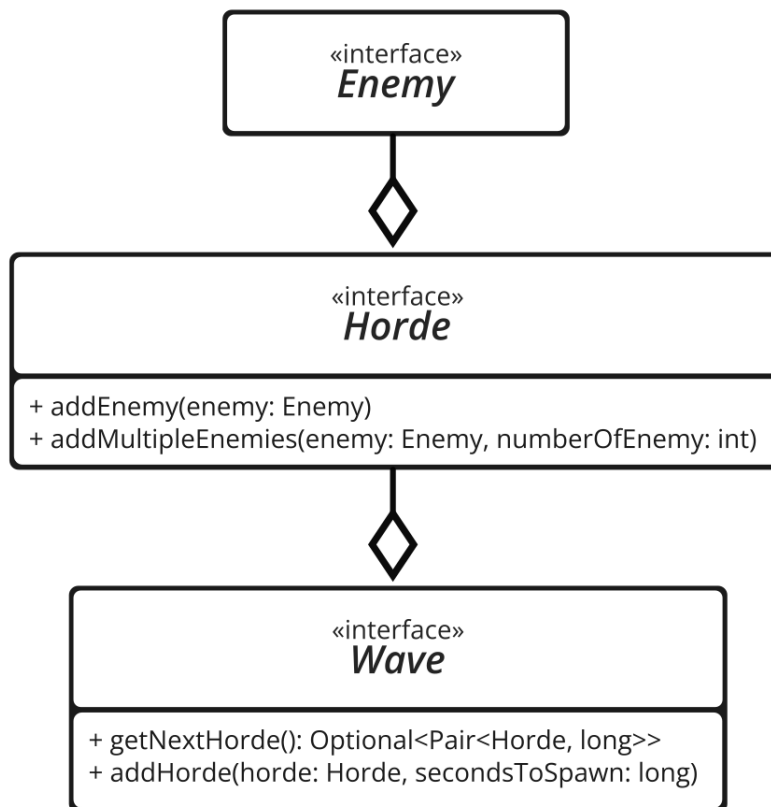 «interface»
Enemy
«interface»
Horde
+ addEnemy(enemy: Enemy)
+ addMultipleEnemies(enemy: Enemy, numberOfEnemy: int)
«interface»
Wave
+ getNextHorde(): Optional<Pair<Horde, long>>
+ addHorde(horde: Horde, secondsToSpawn: long)